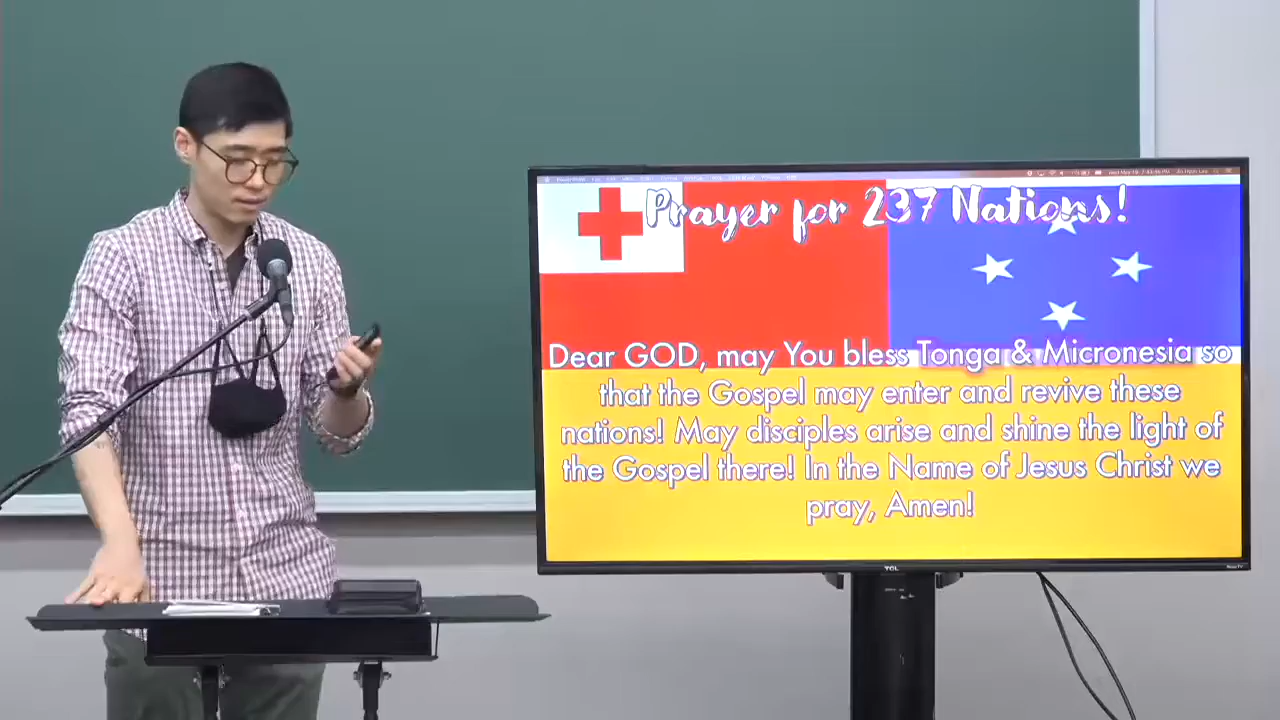 Prayer for 237 Nations!
Dear GOD, may You bless Tonga & Micronesia so
that the Gospel may enter and revive these
nations! May disciples arise and shine the light of
the Gospel there! In the Name of Jesus Christ we
pray, Amen!
TCL